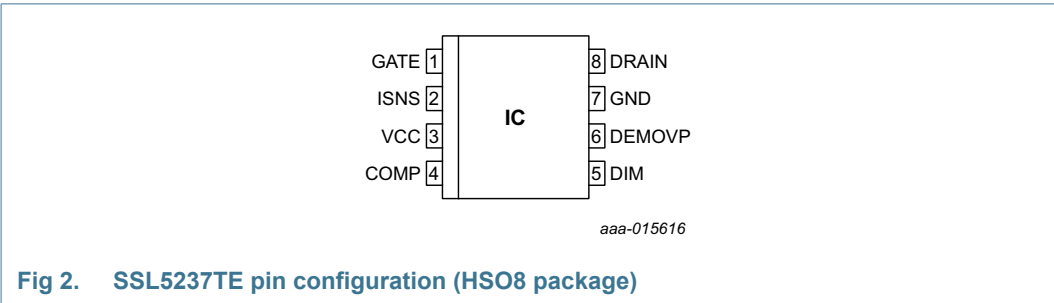 GATE 1 8 DRAIN
ISNS 2 7 GND
IC
VCC 3 6 DEMOVP
COMP 4 5 DIM
aaa-015616
Fig 2. SSL5237TE pin configuration (HSO8 package)